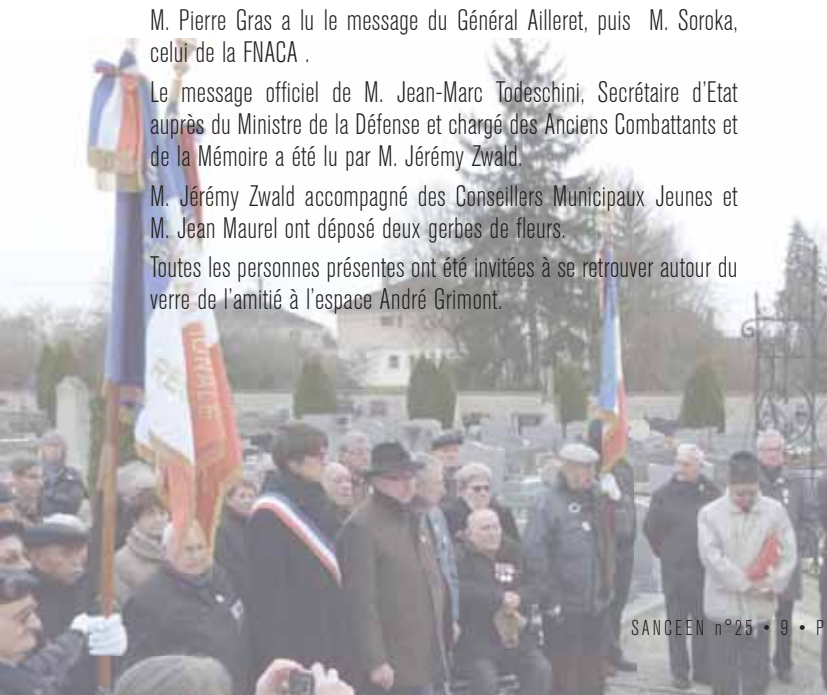 M. Pierre Gras a lu le message du Général Ailleret, puis M. Soroka,
celui de la FNACA .
Le message officiel de M. Jean-Marc Todeschini, Secrétaire d'Etat
auprès du Ministre de la Défense et chargé des Anciens Combattants et
de la Mémoire a été lu par M. Jérémy Zwald.
M. Jérémy Zwald accompagné des Conseillers Municipaux Jeunes et
M. Jean Maurel ont déposé deux gerbes de fleurs.
Toutes les personnes présentes ont été invitées à se retrouver autour du
verre de l'amitié à l'espace André Grimont.
SANCEEN n°25 • 9 • P